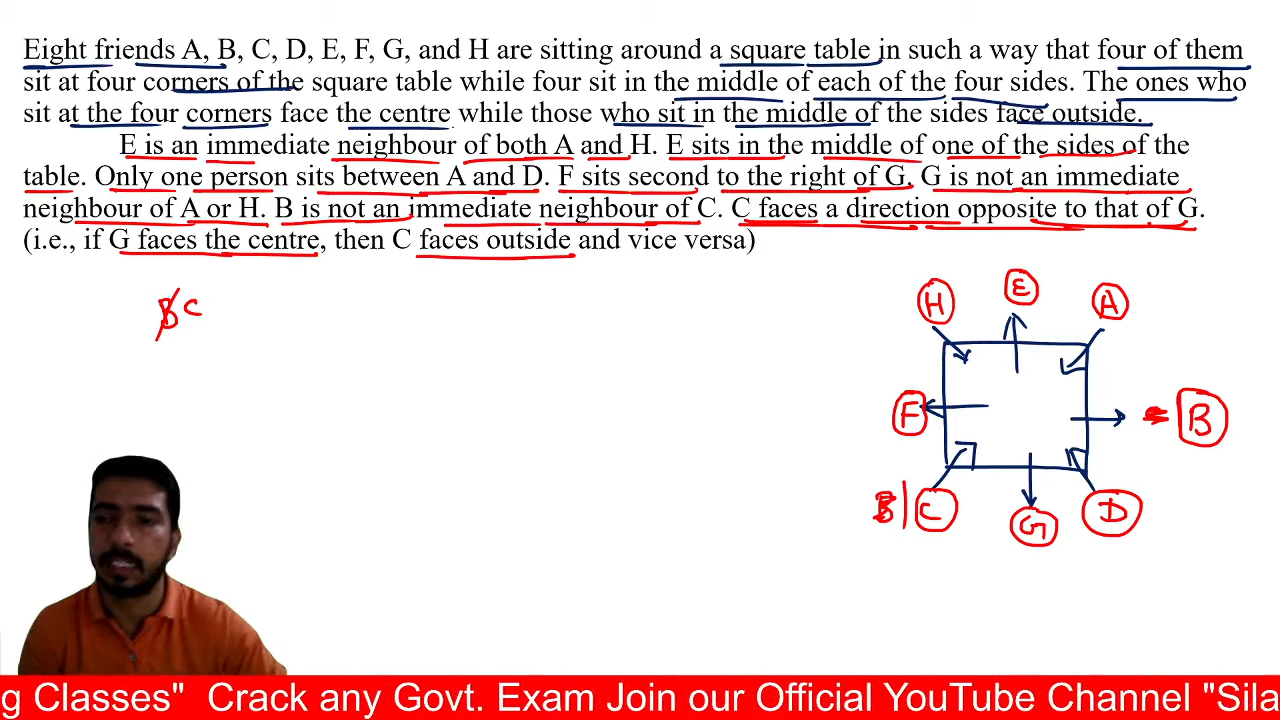 Eight friends A, B, C, D, E, F, G, and H are sitting around a square table in such a way that four of them
sit at four corners of the square table while four sit in the middle of each of the four sides. The ones who
sit at the four corners face the centre while those who sit in the middle of the sides face outside.
E is an immediate neighbour of both A and H. E sits in the middle of one of the sides of the
table. Only one person sits between A and D. F sits second to the right of G. G is not an immediate
neighbour of A or H. B is not an immediate neighbour of C. C faces a direction opposite to that of G.
(i.e., if G faces the centre, then C faces outside and vice versa)
B C
H E A
F B
B | C G D
g Classes" Crack any Govt. Exam Join our Official YouTube Channel "Sila